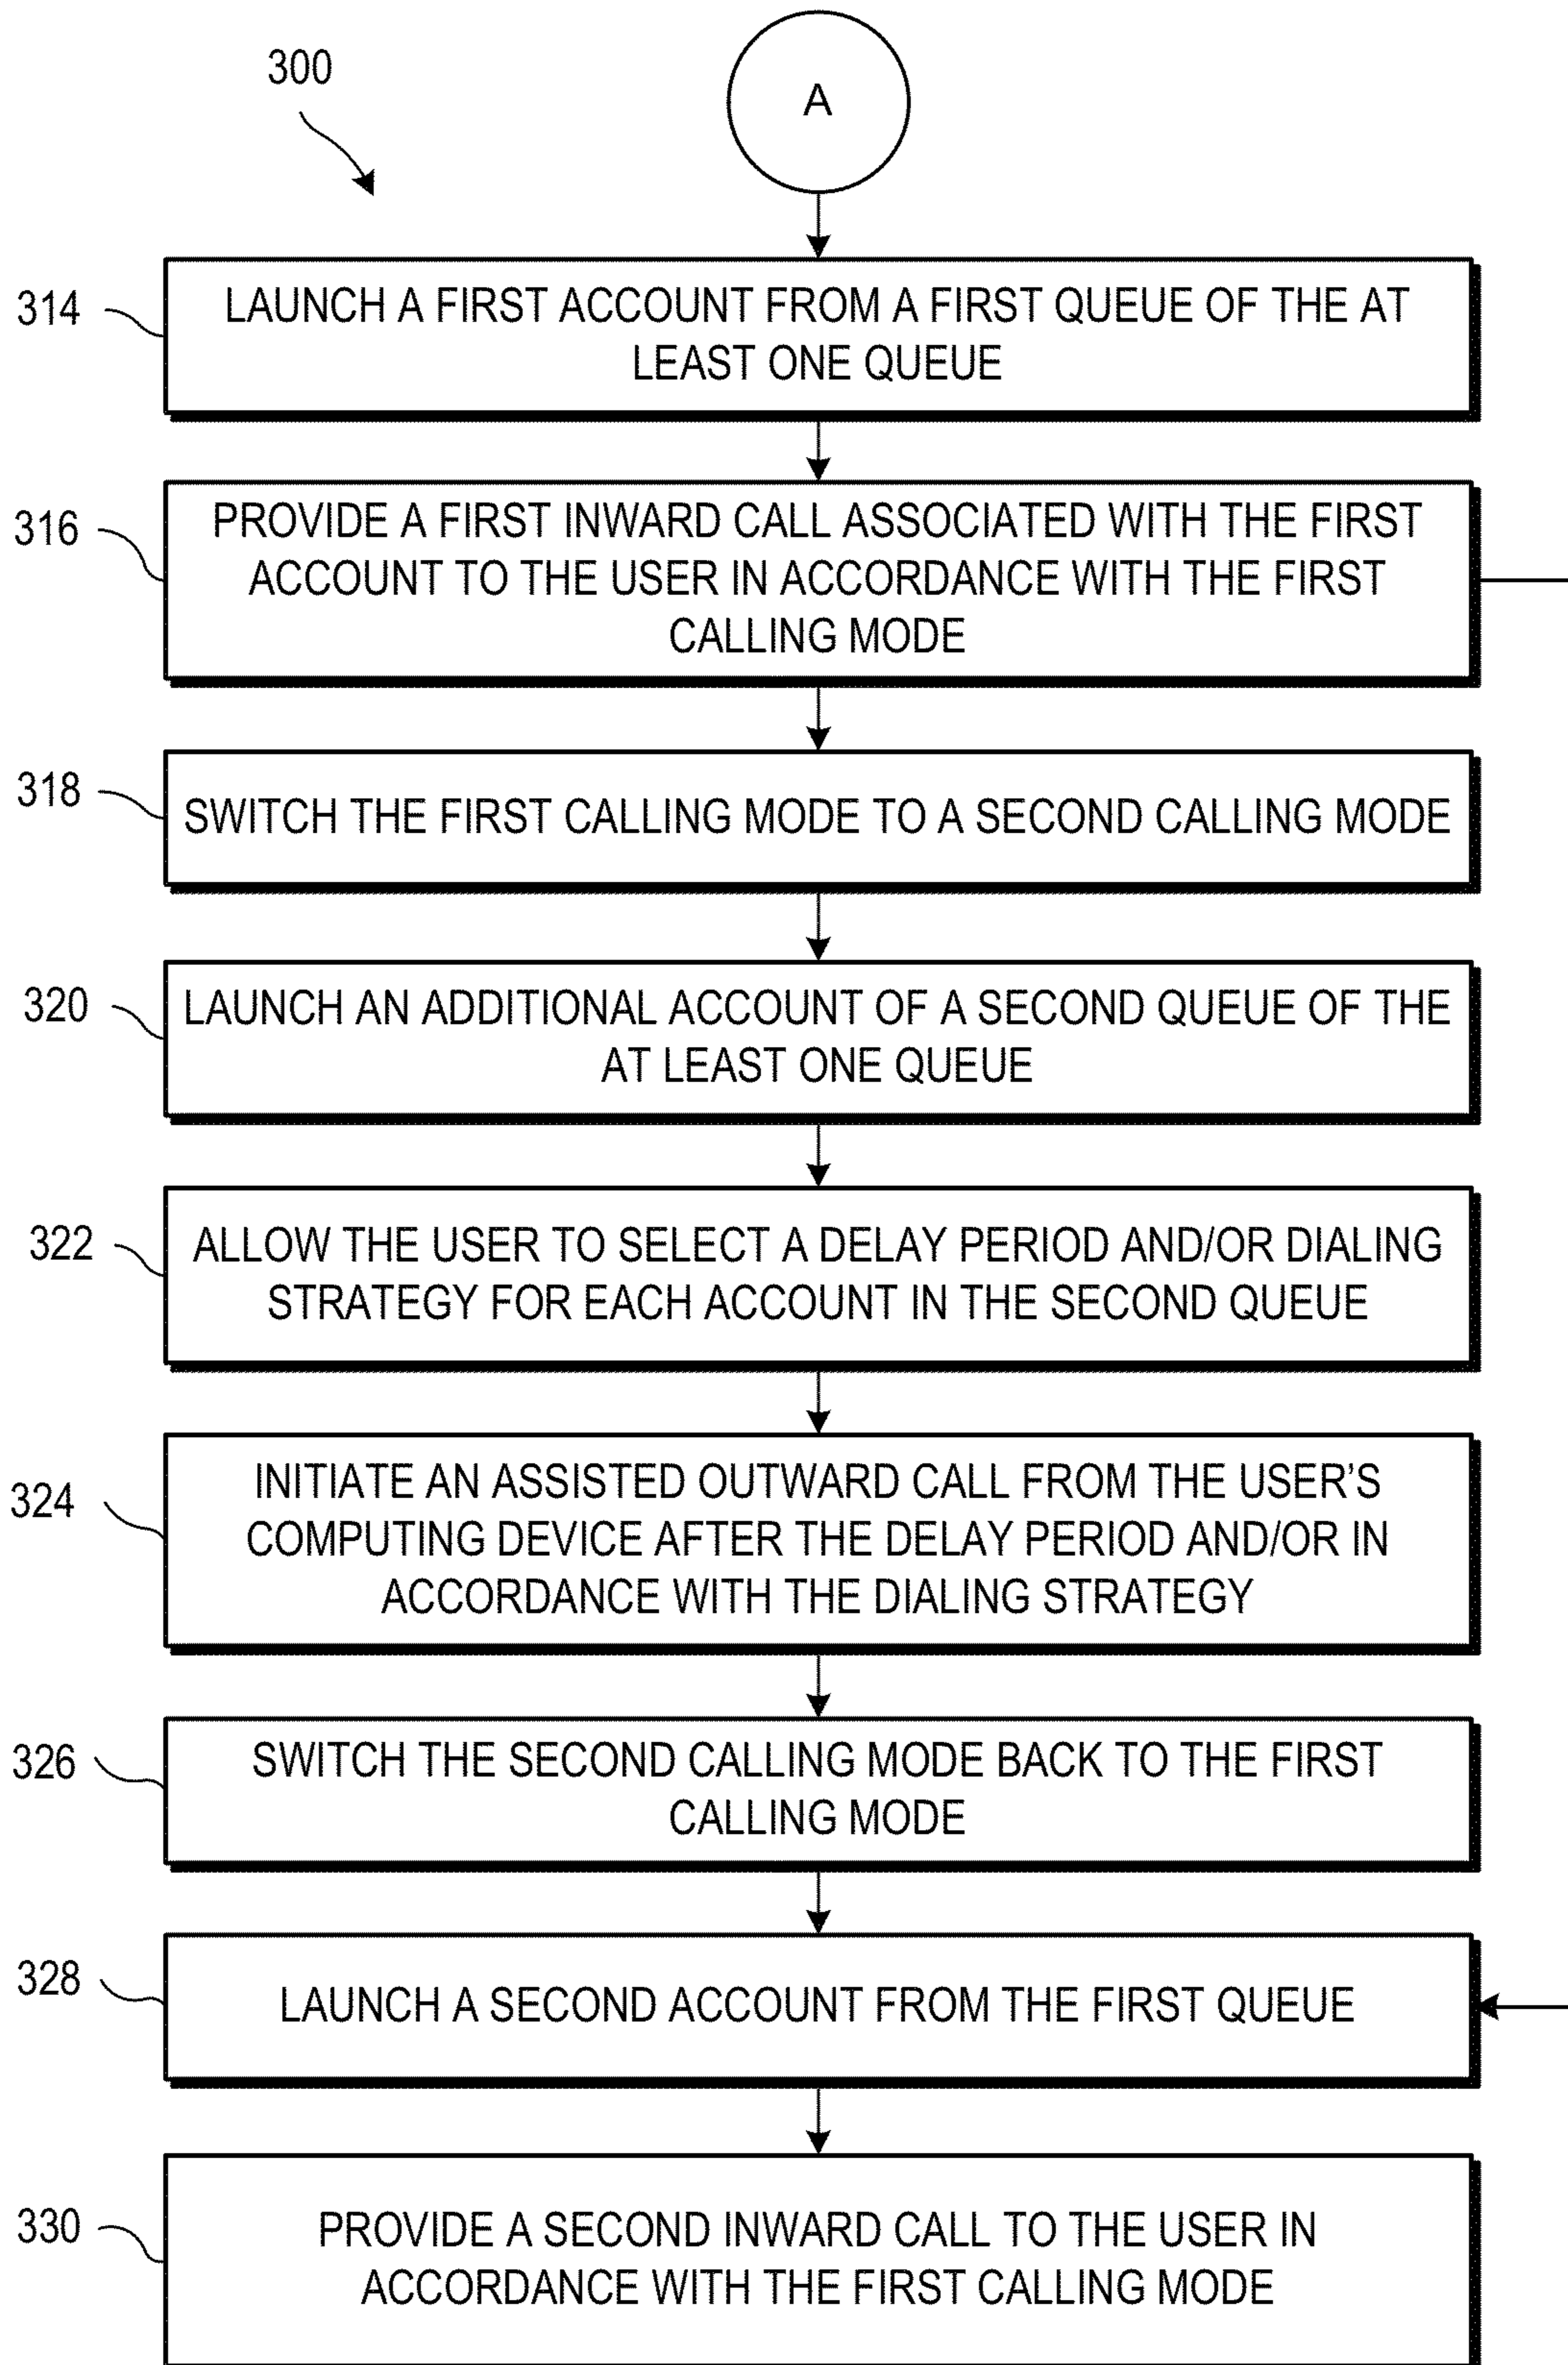 300
A
314
LAUNCH A FIRST ACCOUNT FROM A FIRST QUEUE OF THE AT
LEAST ONE QUEUE
316
PROVIDE A FIRST INWARD CALL ASSOCIATED WITH THE FIRST
ACCOUNT TO THE USER IN ACCORDANCE WITH THE FIRST
CALLING MODE
318
SWITCH THE FIRST CALLING MODE TO A SECOND CALLING MODE
320
LAUNCH AN ADDITIONAL ACCOUNT OF A SECOND QUEUE OF THE
AT LEAST ONE QUEUE
322
ALLOW THE USER TO SELECT A DELAY PERIOD AND/OR DIALING
STRATEGY FOR EACH ACCOUNT IN THE SECOND QUEUE
324
INITIATE AN ASSISTED OUTWARD CALL FROM THE USER'S
COMPUTING DEVICE AFTER THE DELAY PERIOD AND/OR IN
ACCORDANCE WITH THE DIALING STRATEGY
326
SWITCH THE SECOND CALLING MODE BACK TO THE FIRST
CALLING MODE
328
LAUNCH A SECOND ACCOUNT FROM THE FIRST QUEUE
330
PROVIDE A SECOND INWARD CALL TO THE USER IN
ACCORDANCE WITH THE FIRST CALLING MODE